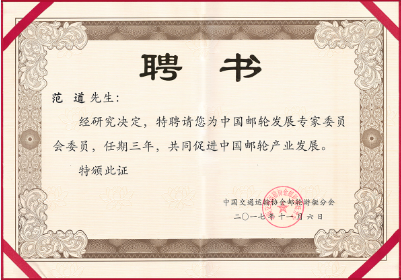 聘书
范道先生：
经研究决定，特聘请您为中国邮轮发展专家委员
会委员，任期三年，共同促进中国邮轮产业发展。
特颁此证
中国交通运输协会邮轮游艇分会
二〇一七年十一月六日